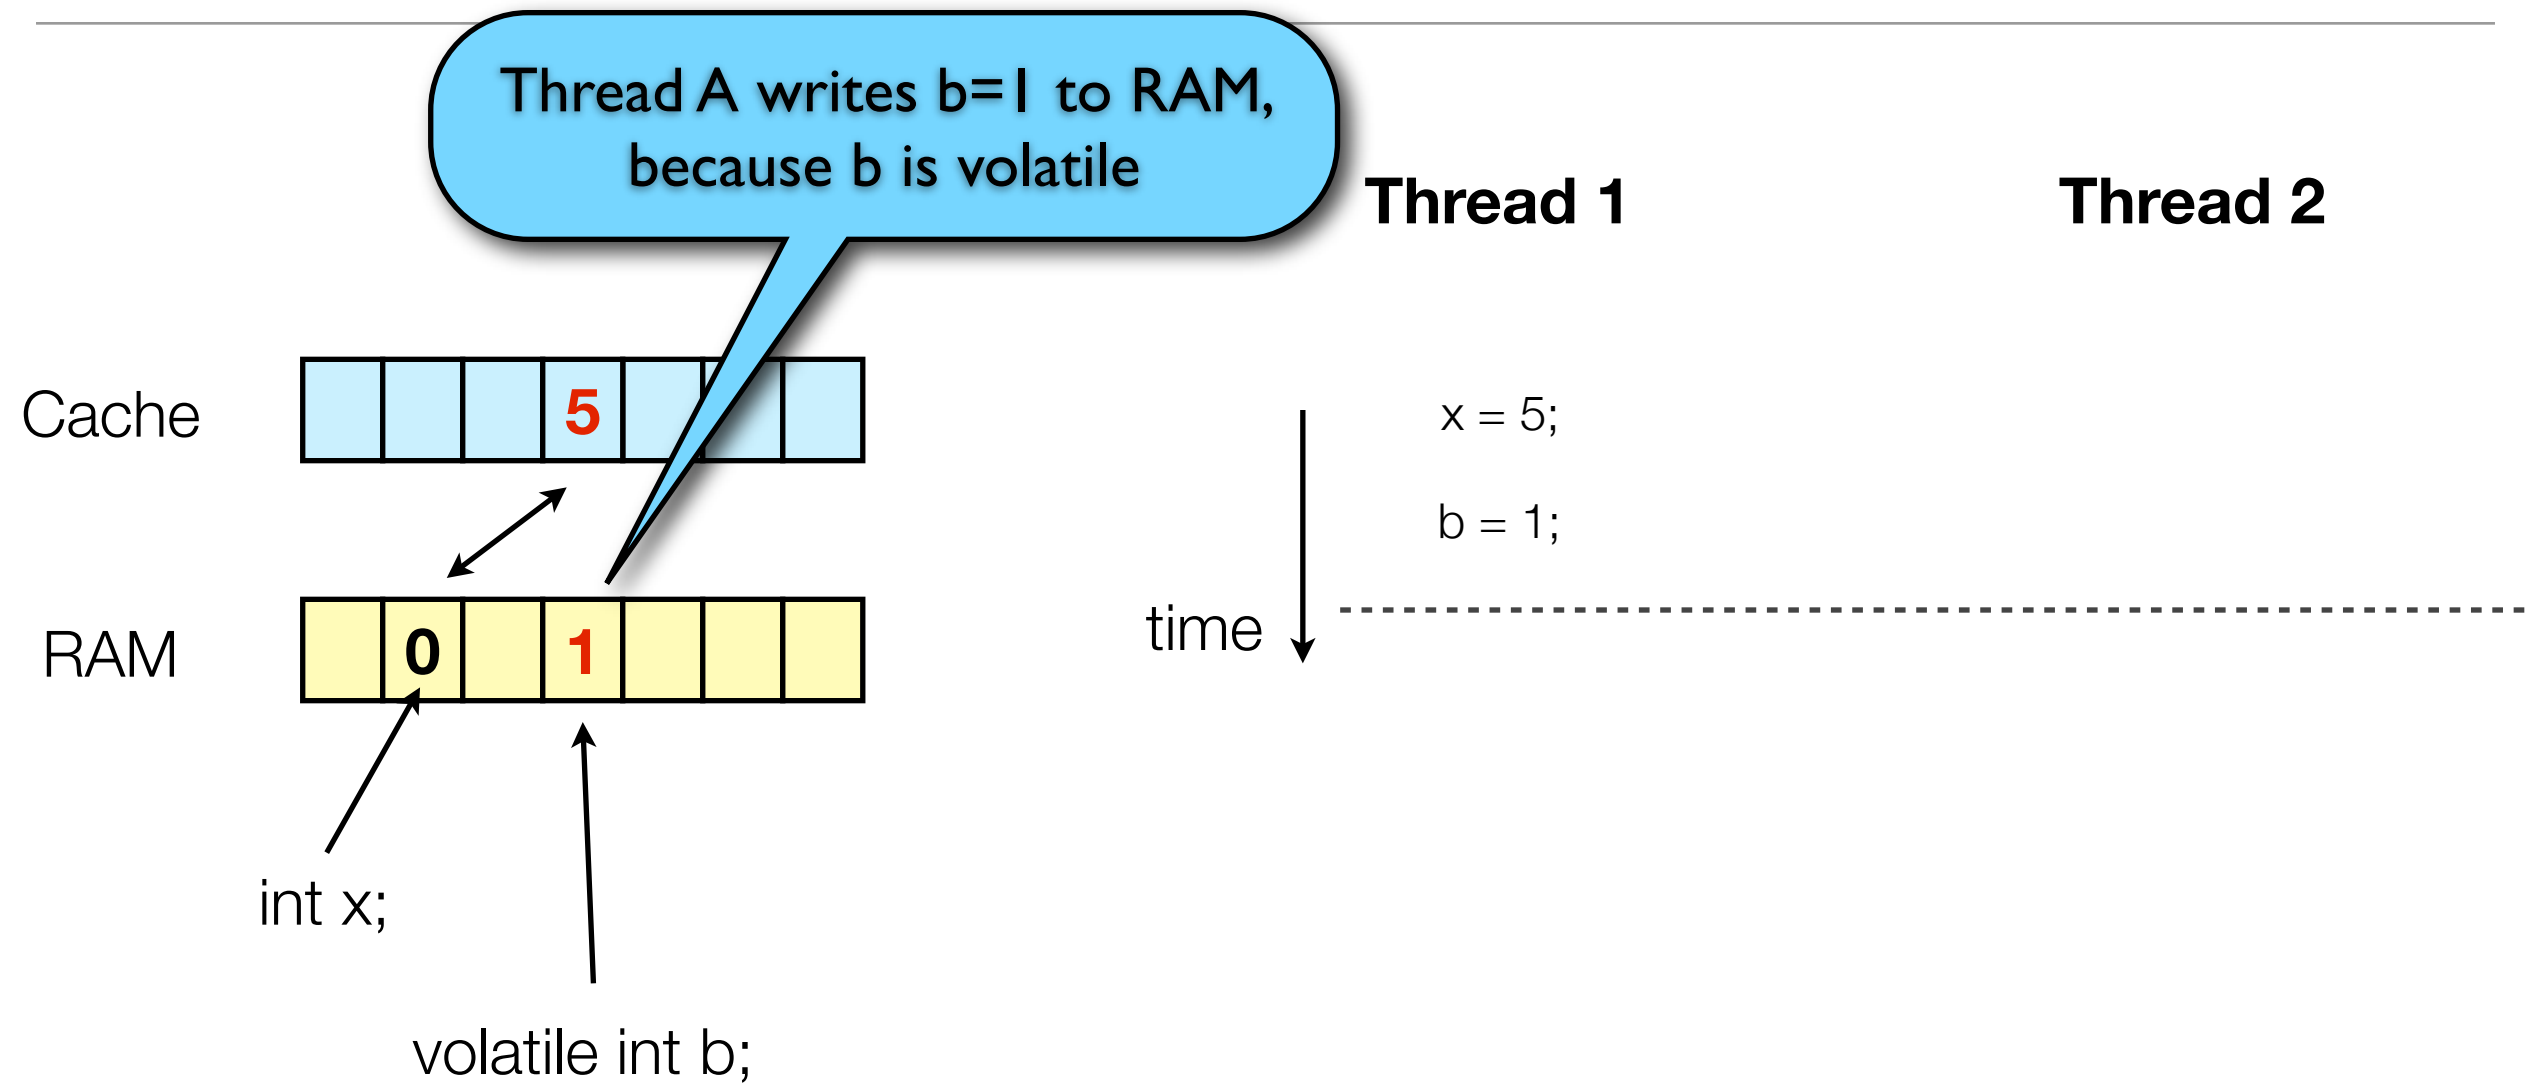 Thread A writes b=1 to RAM,
because b is volatile
Thread 1
Thread 2
Cache
5
x = 5;
b = 1;
time
RAM
0
1
int x;
volatile int b;